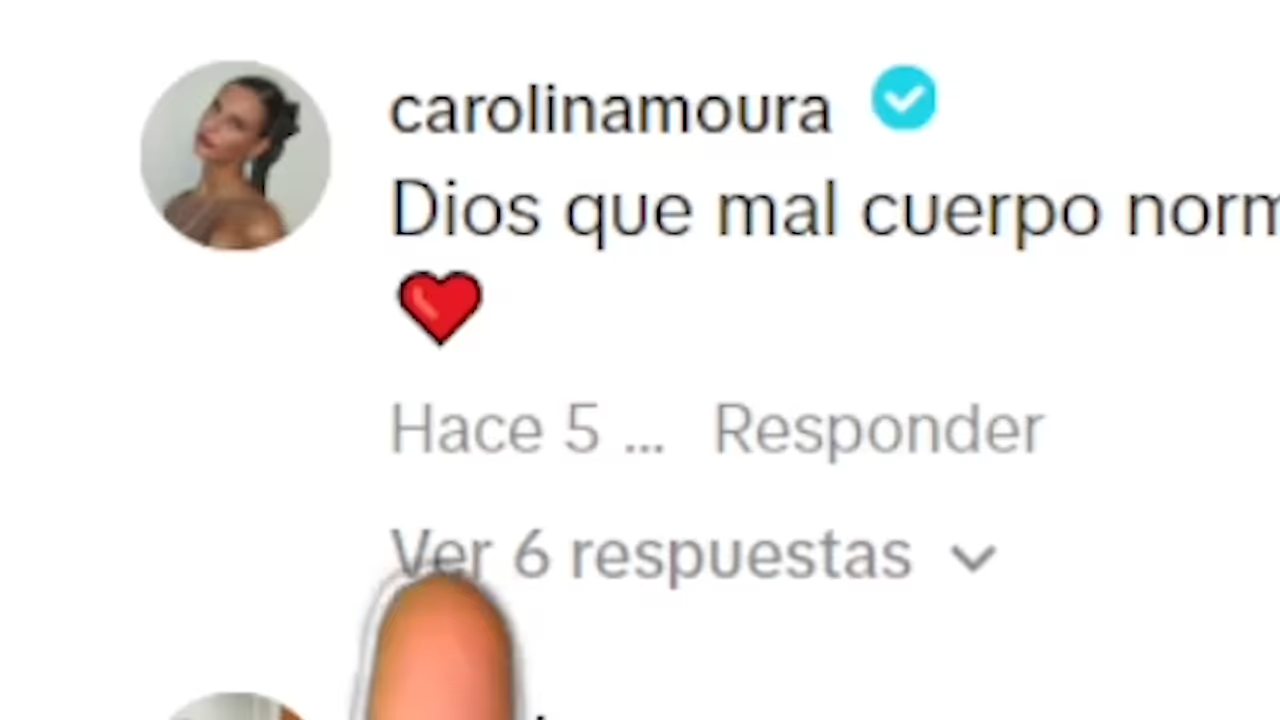 carolinamoura
Dios que mal cuerpo
Hace 5 ... Responder
Ver 6 respuestas